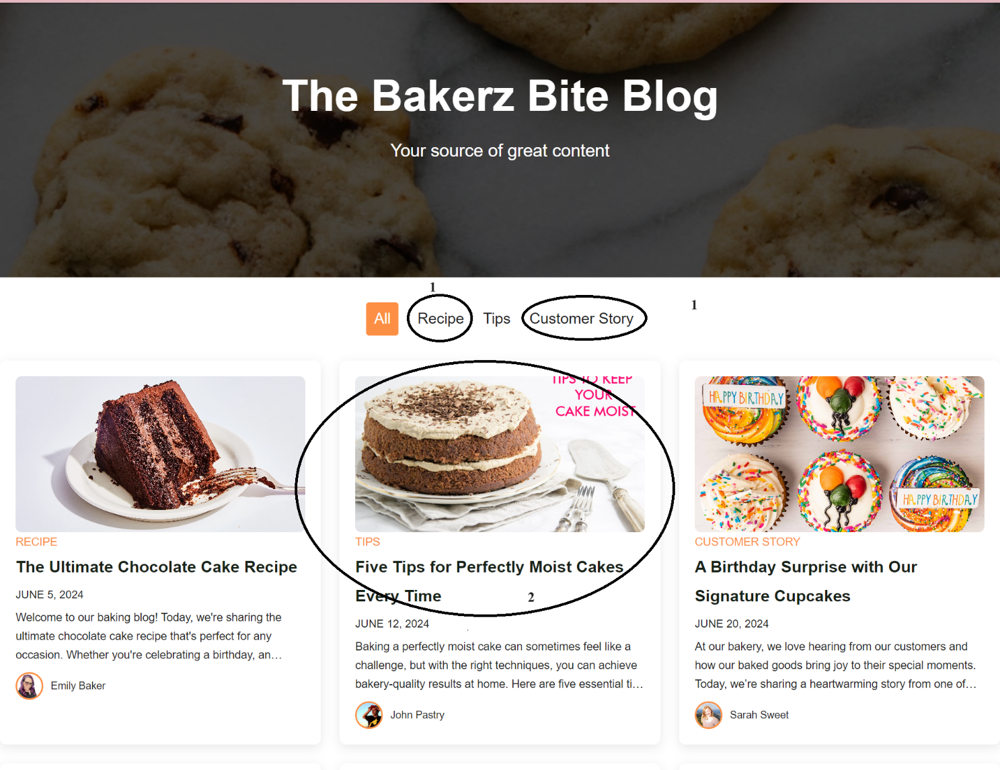 The Bakerz Bite Blog
Your source of great content
1
1
All Recipe Tips Customer Story
TIPS TO KEEP
YOUR
CAKE MOIST
HAPPY BIRTHDAY
HAPPY BIRTHDAY
RECIPE
The Ultimate Chocolate Cake Recipe
JUNE 5, 2024
Welcome to our baking blog! Today, we're sharing the
ultimate chocolate cake recipe that's perfect for any
occasion. Whether you're celebrating a birthday, an…
Emily Baker
TIPS
Five Tips for Perfectly Moist Cakes
Every Time
2
JUNE 12, 2024
Baking a perfectly moist cake can sometimes feel like a
challenge, but with the right techniques, you can achieve
bakery-quality results at home. Here are five essential ti…
John Pastry
CUSTOMER STORY
A Birthday Surprise with Our
Signature Cupcakes
JUNE 20, 2024
At our bakery, we love hearing from our customers and
how our baked goods bring joy to their special moments.
Today, we’re sharing a heartwarming story from one of…
Sarah Sweet